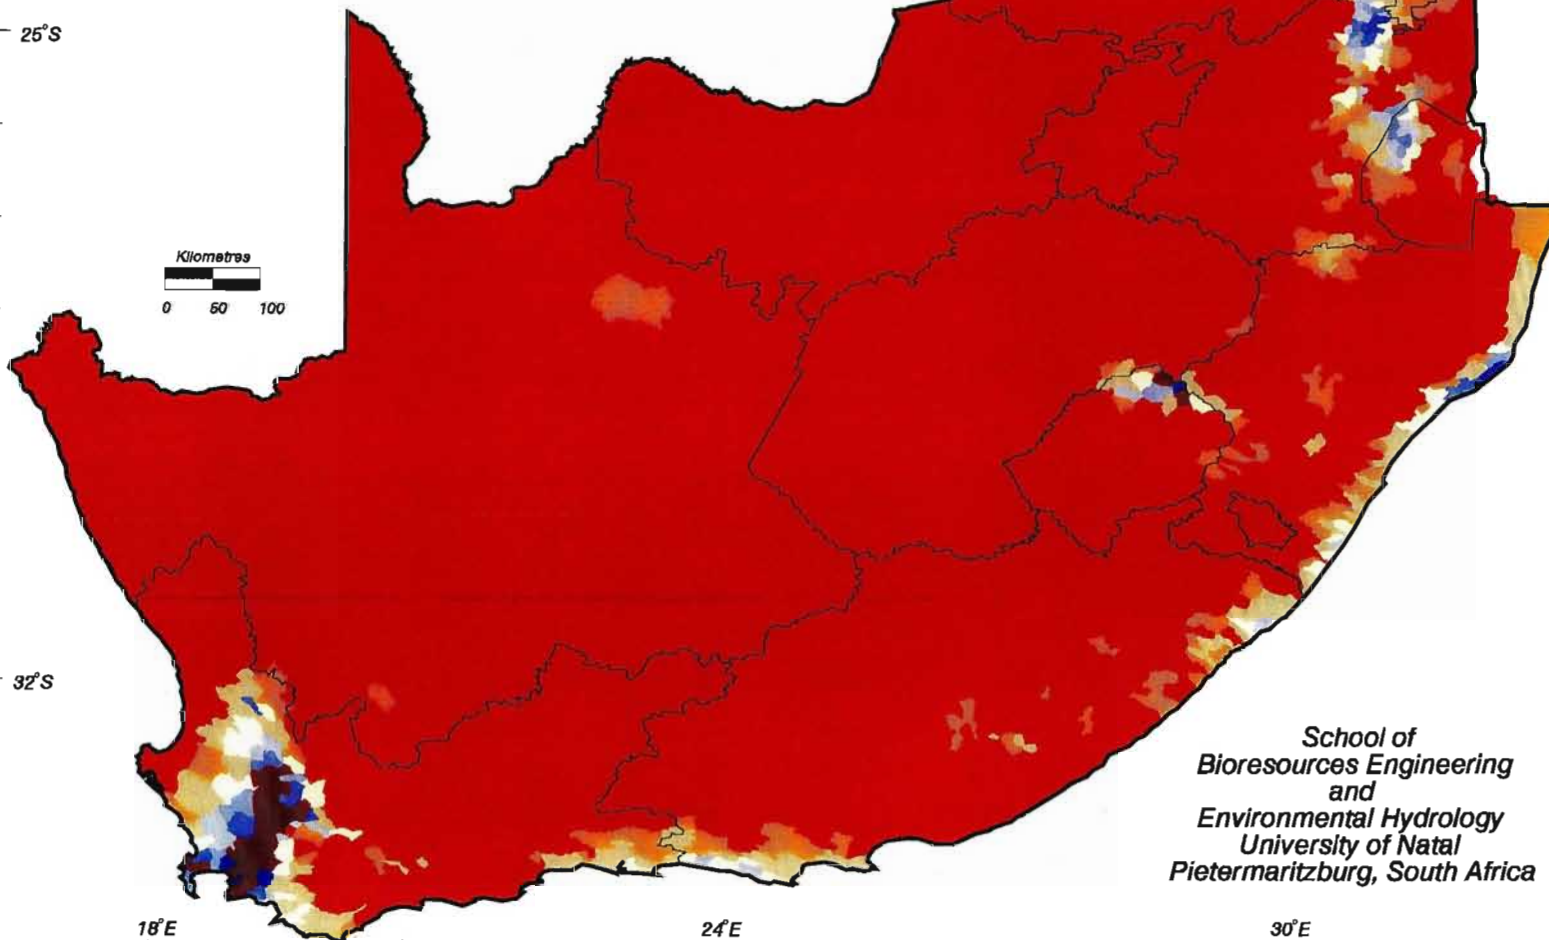 25°S
Kilometres
0 50 100
32°S
School of
Bioresources Engineering
and
Environmental Hydrology
University of Natal
Pietermaritzburg, South Africa
18°E 24°E 30°E